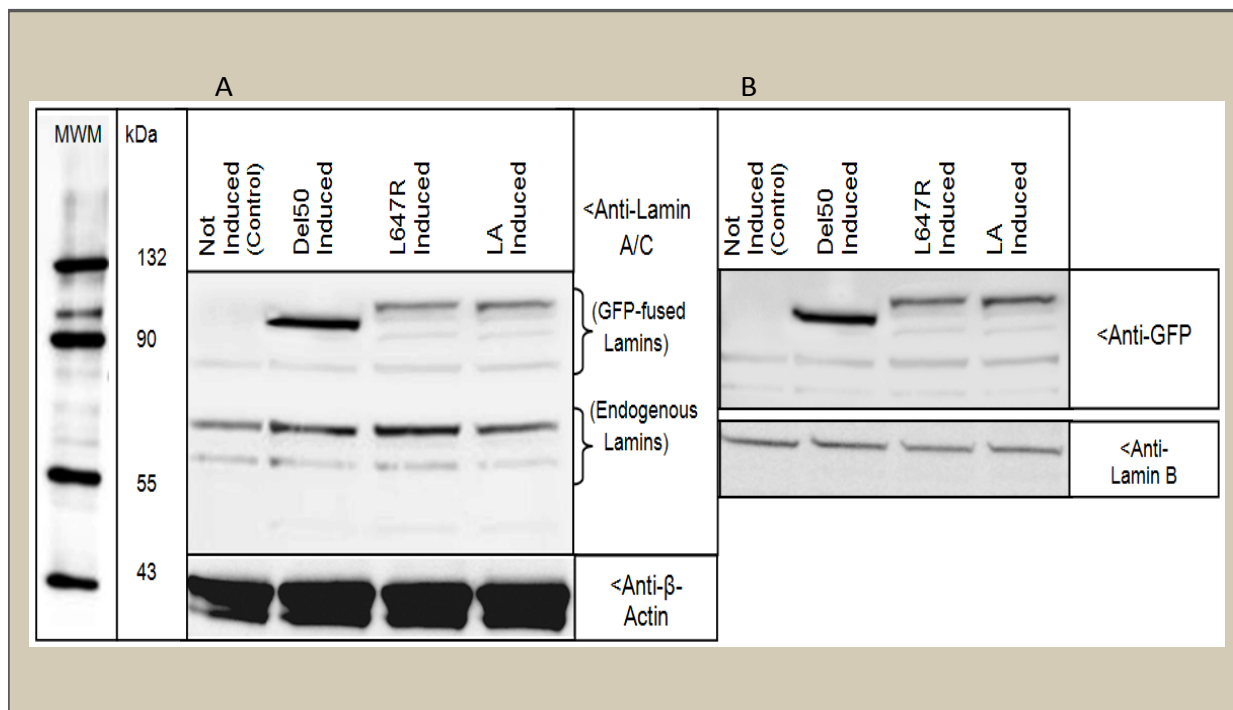 A
B
MWM
kDa
132
90
55
43
Not
Induced
(Control)
Del50
Induced
L647R
Induced
LA
Induced
<Anti-Lamin
A/C
(GFP-fused
Lamins)
(Endogenous
Lamins)
<Anti-β-
Actin
Not
Induced
(Control)
Del50
Induced
L647R
Induced
LA
Induced
<Anti-GFP
<Anti-
Lamin B